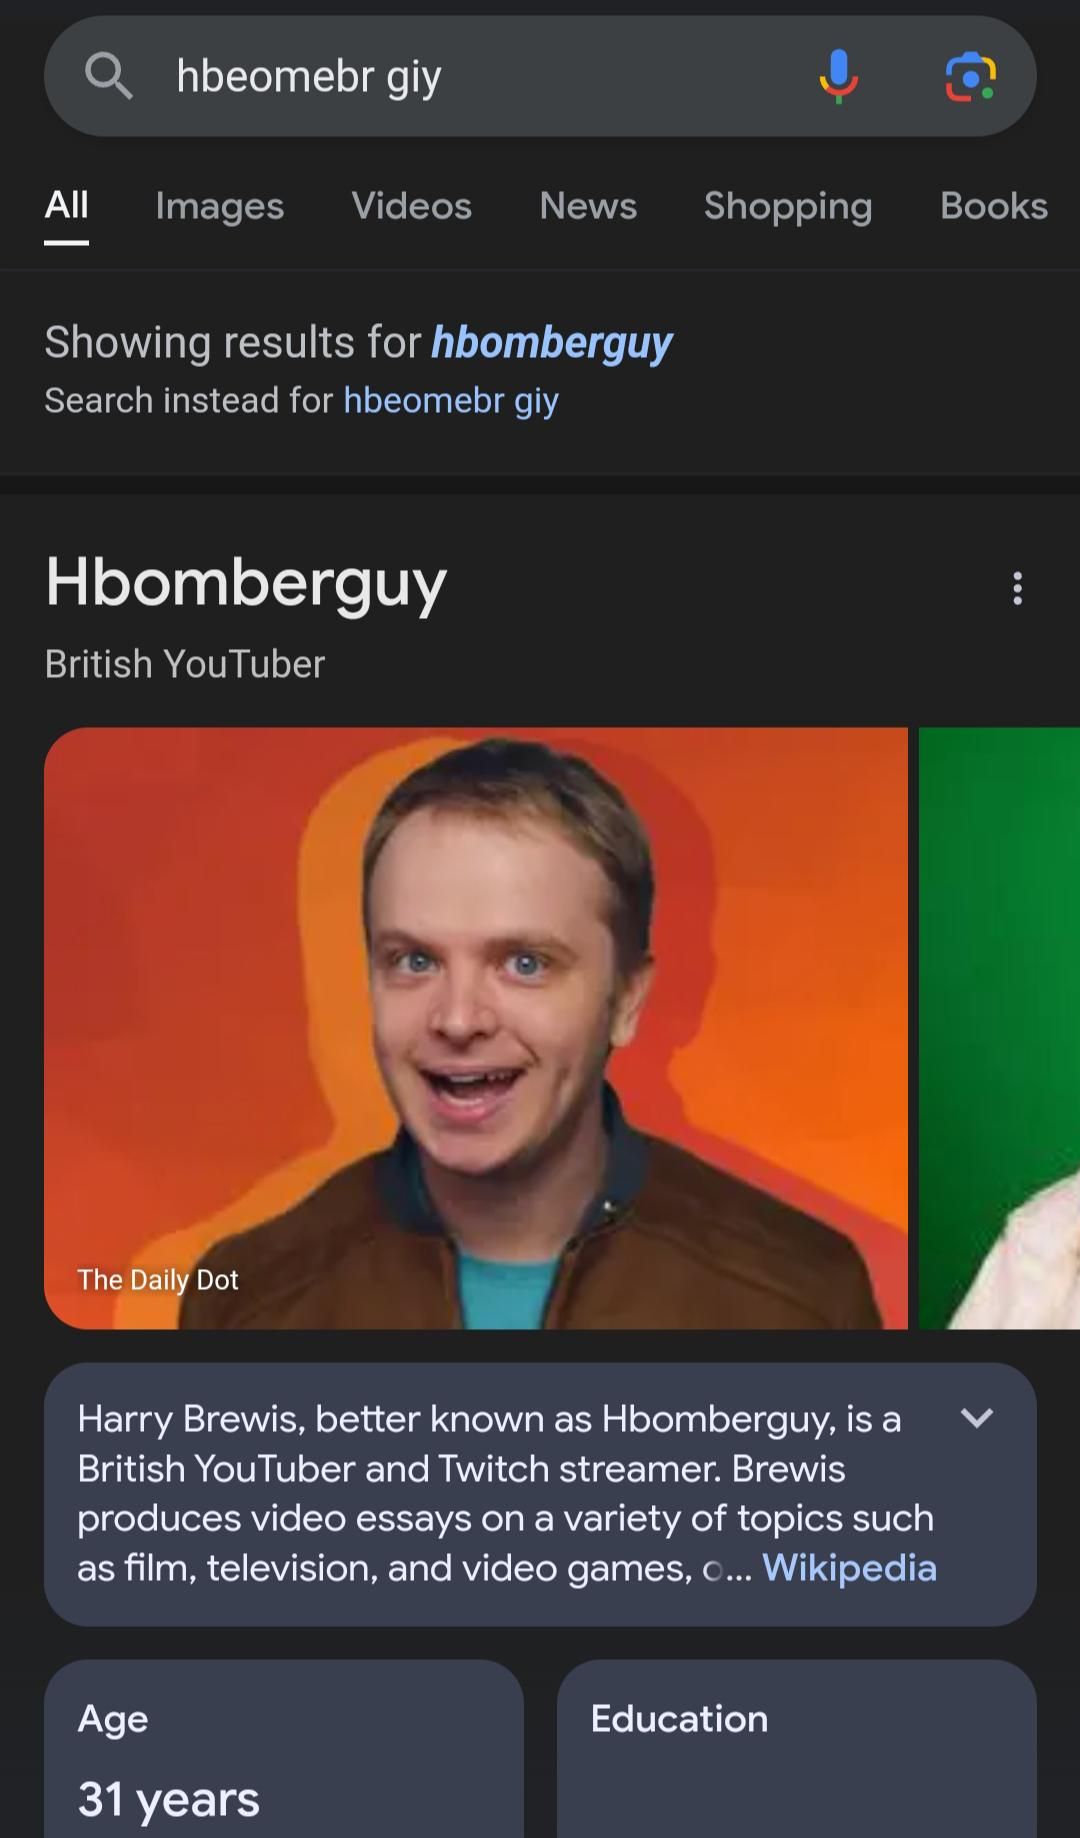 hbeomebr giy
All Images Videos News Shopping Books
Showing results for hbomberguy
Search instead for hbeomebr giy
Hbomberguy
British YouTuber
The Daily Dot
Harry Brewis, better known as Hbomberguy, is a
British YouTuber and Twitch streamer. Brewis
produces video essays on a variety of topics such
as film, television, and video games, o... Wikipedia
Age
Education
31 years